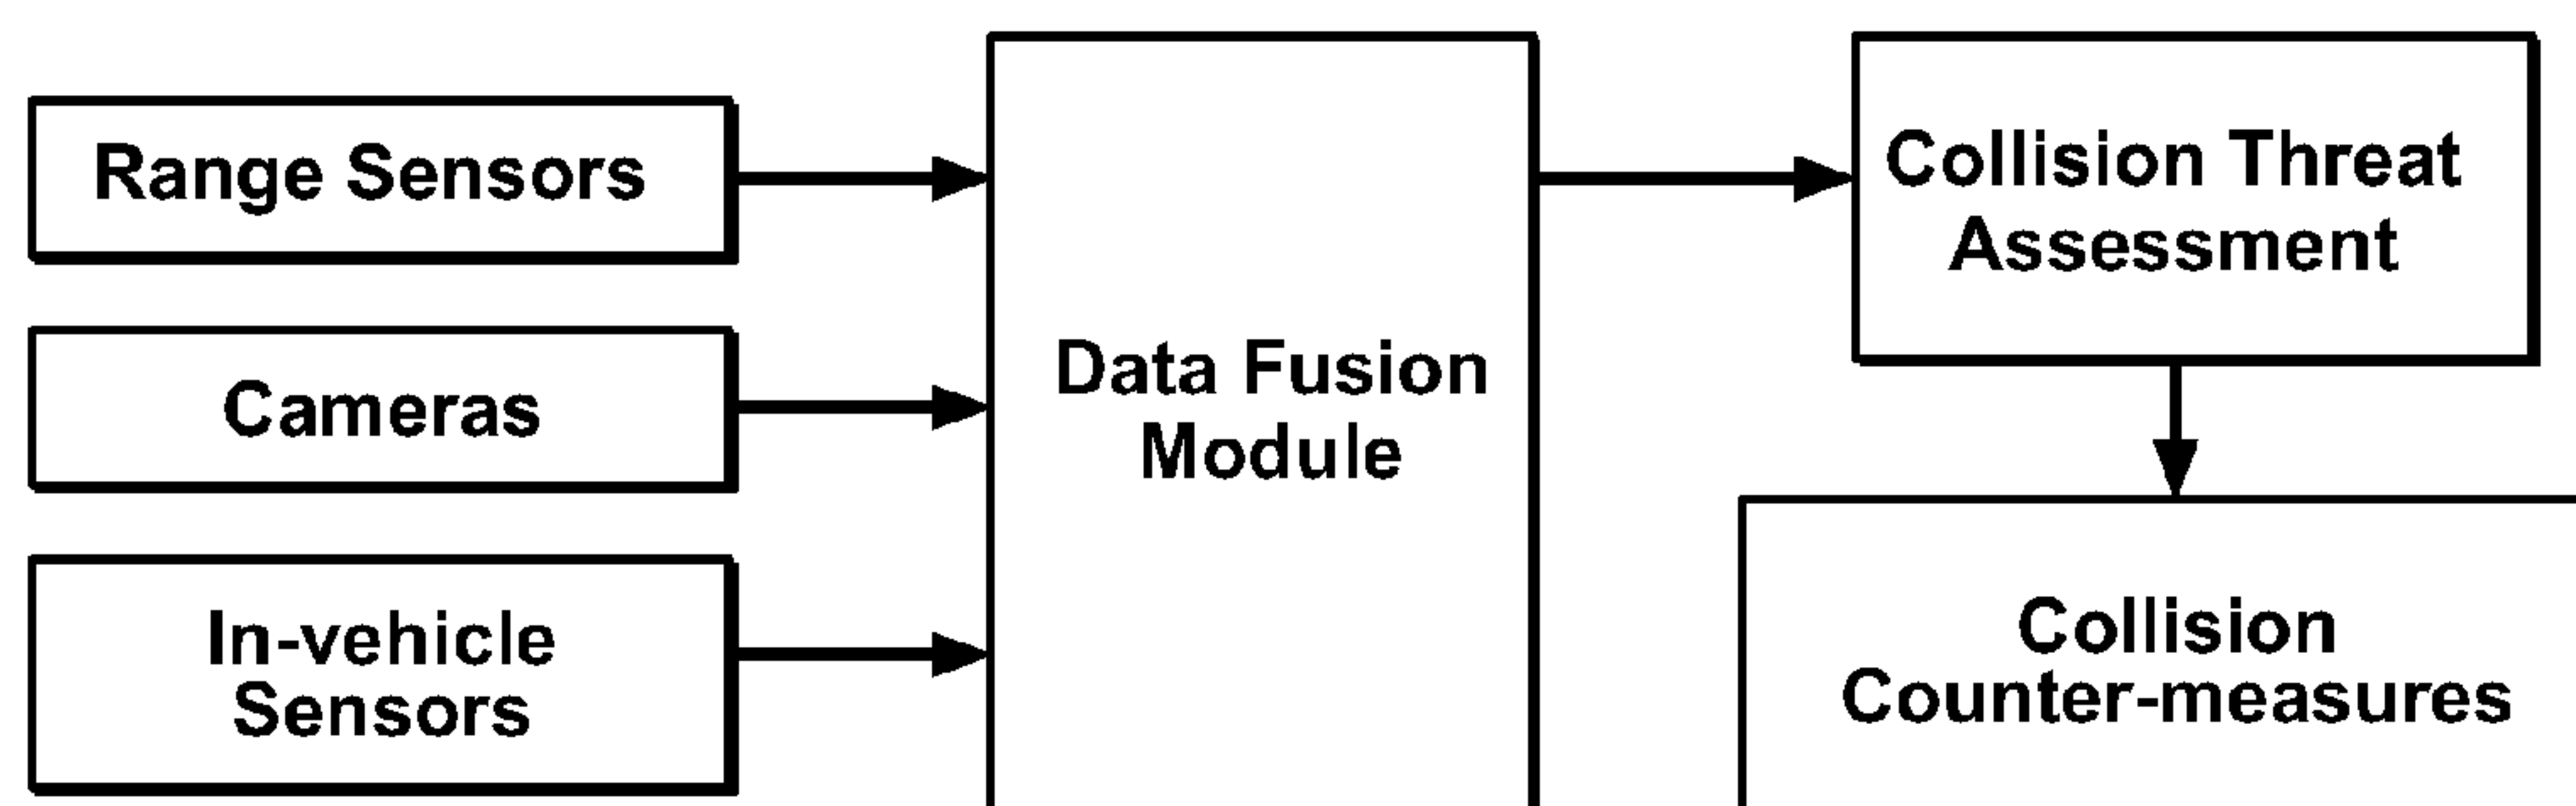 Range Sensors
Cameras
In-vehicle
Sensors
Data Fusion
Module
Collision Threat
Assessment
Collision
Counter-measures